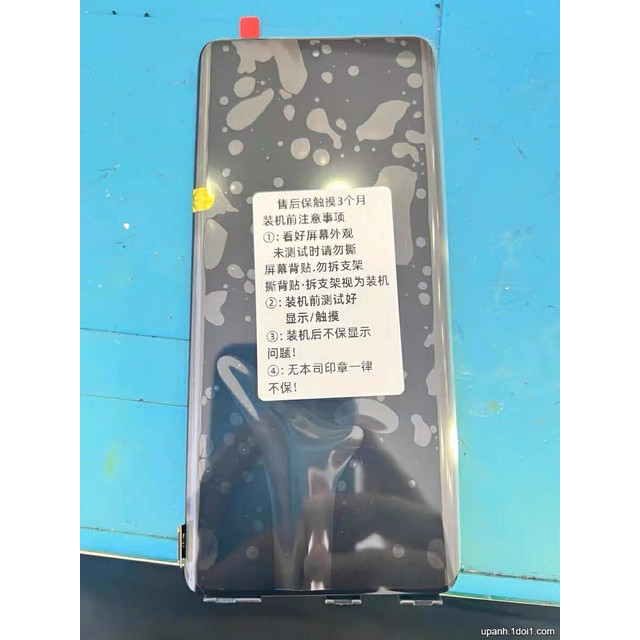 售后保触摸3个月
装机前注意事项
①：看好屏幕外观
未测试时请勿撕
屏幕背贴.勿拆支架
撕背贴·拆支架视为装机
②：装机前测试好
显示/触摸
③：装机后不保显示
问题！
④：无本司印章一律
不保！
upanh.1doi1.com